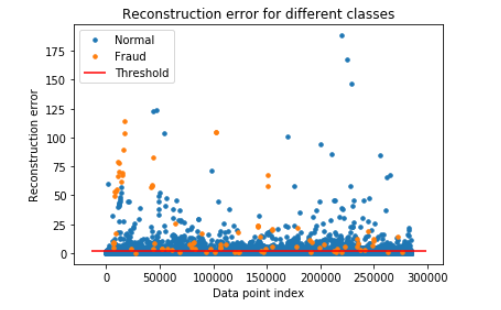 Reconstruction error for different classes
Normal
Fraud
Threshold
175
150
125
100
75
50
25
0
Reconstruction error
0
50000
100000
150000
200000
250000
300000
Data point index